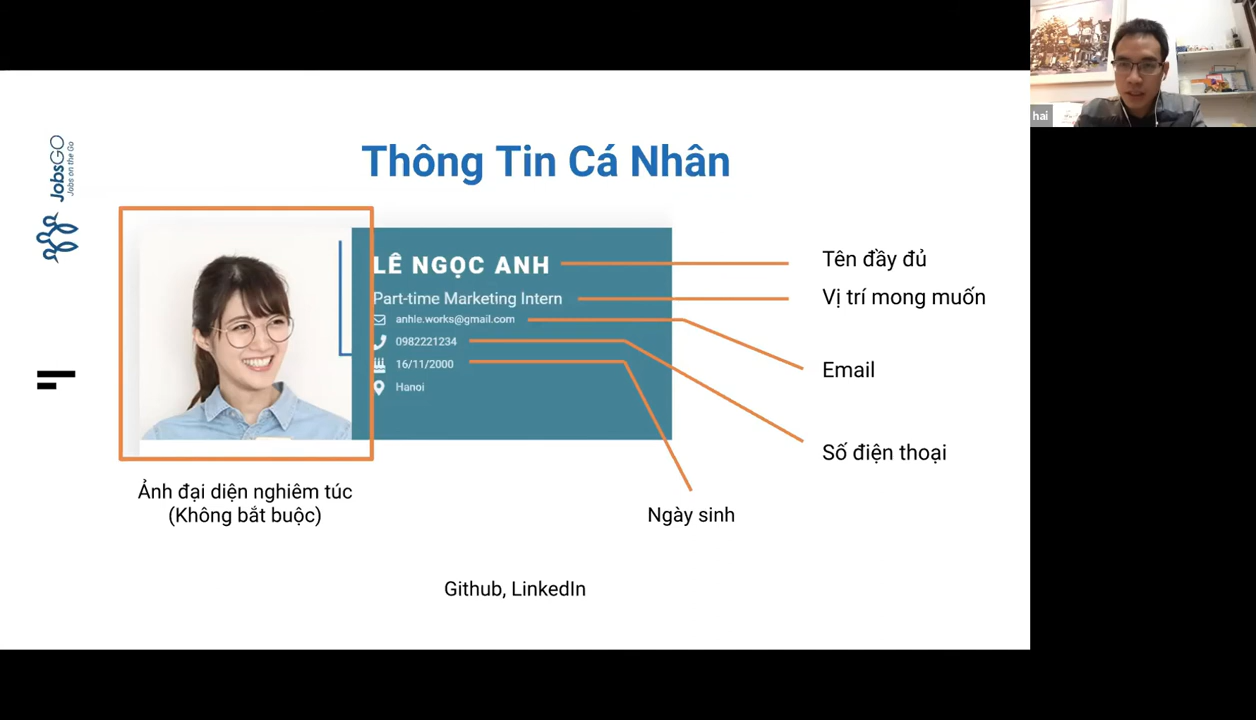 JobsGO
Jobs on the Go
hai
Thông Tin Cá Nhân
LÊ NGỌC ANH
Part-time Marketing Intern
anhle.works@gmail.com
0982221234
16/11/2000
Hanoi
Tên đầy đủ
Vị trí mong muốn
Email
Số điện thoại
Ngày sinh
Ảnh đại diện nghiêm túc
(Không bắt buộc)
Github, LinkedIn